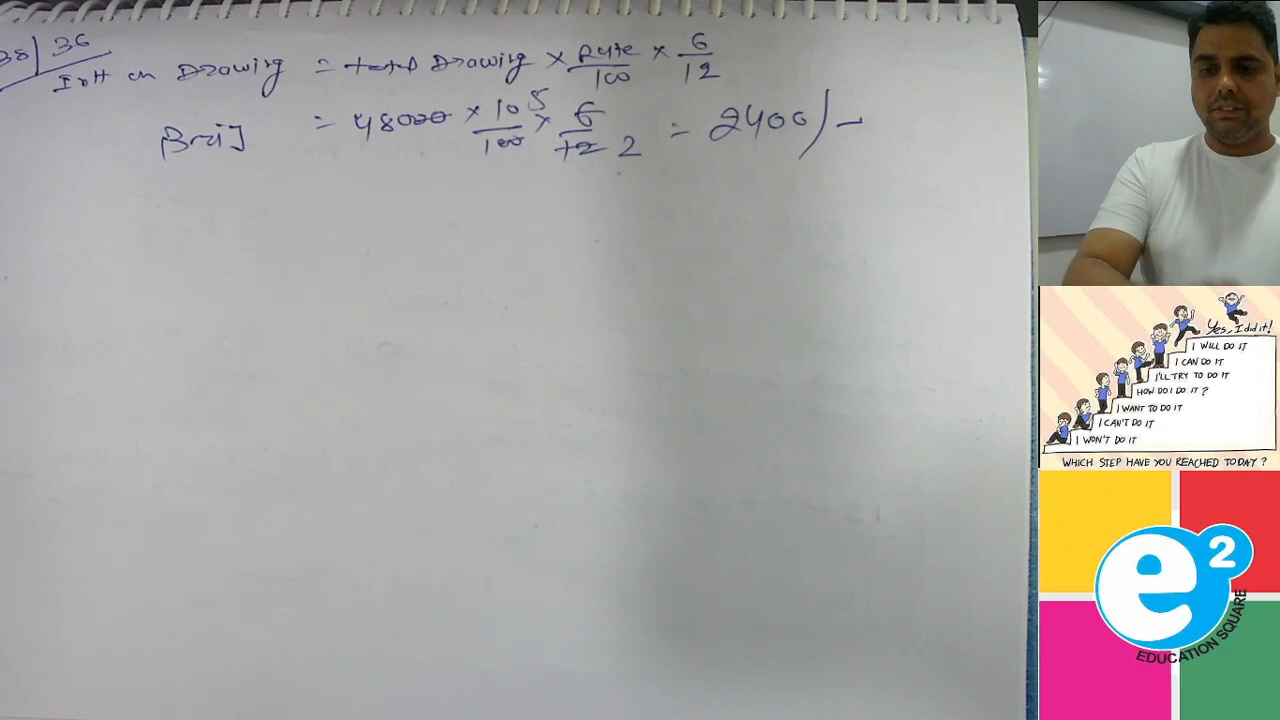 38/36
Intt on Drawing = total Drawing × Rate/100 × 6/12
Brij = 48000 × 10/100 5 × 6/12 2 = 2400/-
Yes, I did it!
I WILL DO IT
I CAN DO IT
I'LL TRY TO DO IT
HOW DO I DO IT?
I WANT TO DO IT
I CAN'T DO IT
I WON'T DO IT
WHICH STEP HAVE YOU REACHED TODAY?
e2
EDUCATION SQUARE